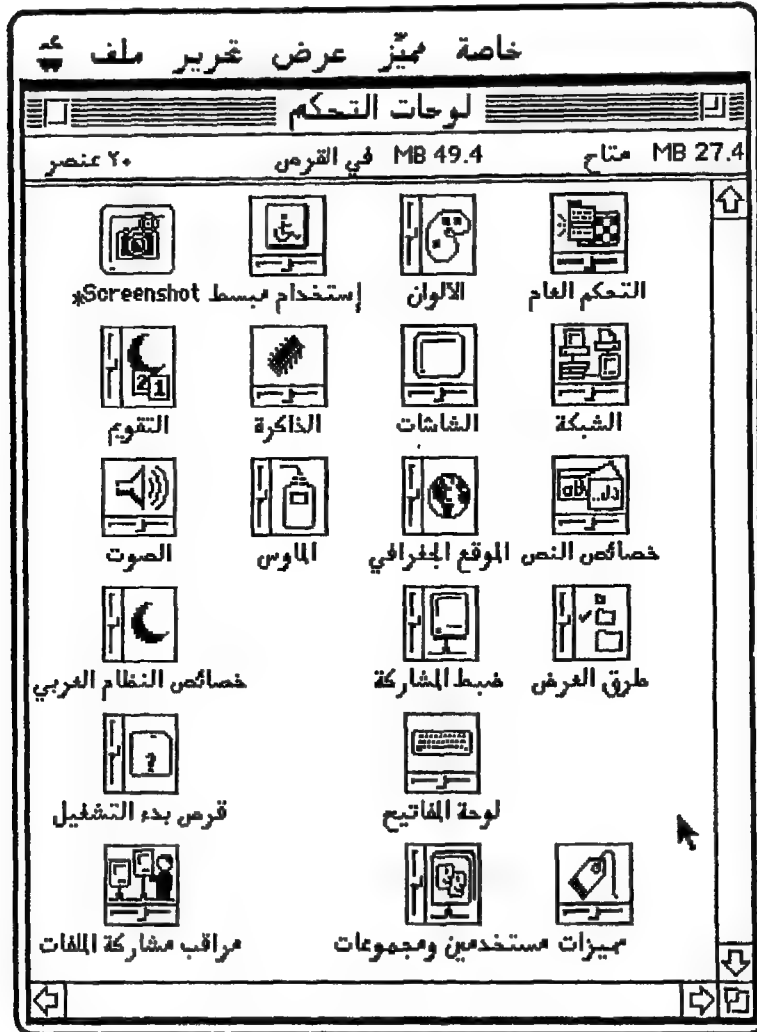 خاصة مميّز عرض تحرير ملف
لوحات التحكم
27.4 MB متاح 49.4 MB في القرص ٢٠ عنصر
التحكم العام الالوان إستخدام مبسط Screenshot*
21
الشبكة الشاشات الذاكرة التقويم
خصائص النص الموقع الجغرافي الماوس الصوت
طرق العرض ضبط المشاركة خصائص النظام العربي
?
لوحة المفاتيح قرص بدء التشغيل
مميزات مستخدمين ومجموعات مراقب مشاركة الملفات